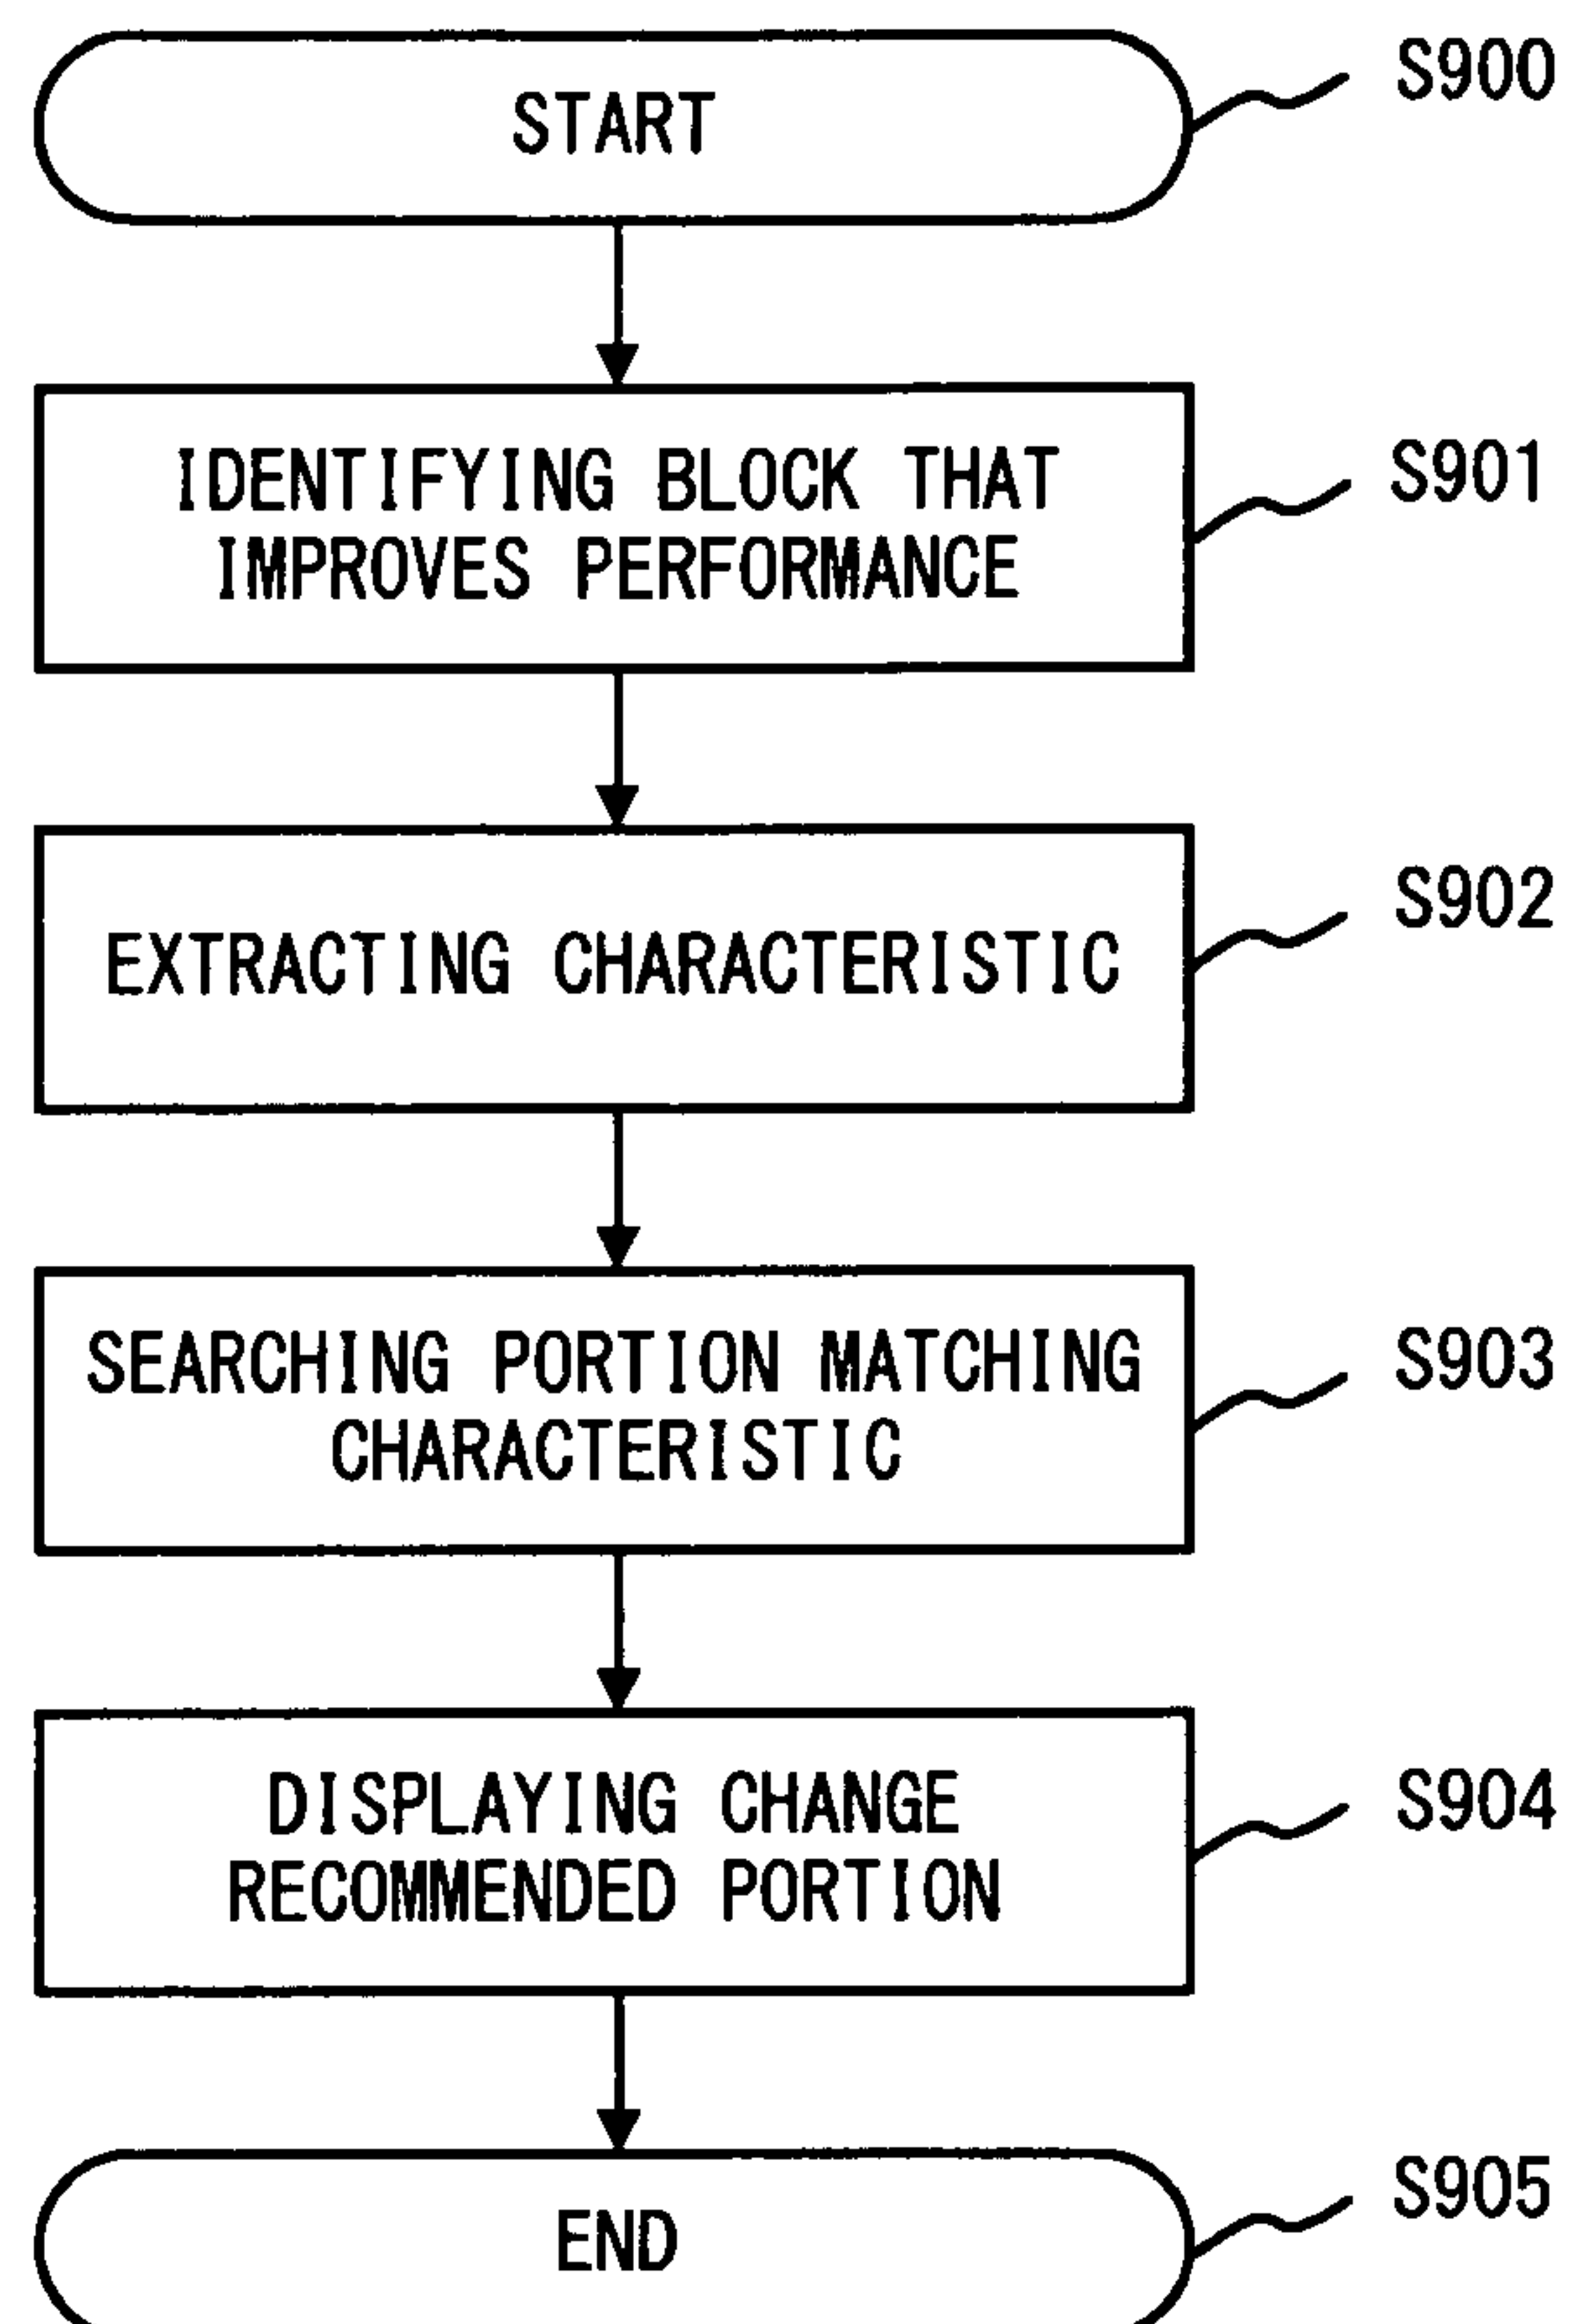 START
S900
IDENTIFYING BLOCK THAT
IMPROVES PERFORMANCE
S901
EXTRACTING CHARACTERISTIC
S902
SEARCHING PORTION MATCHING
CHARACTERISTIC
S903
DISPLAYING CHANGE
RECOMMENDED PORTION
S904
END
S905